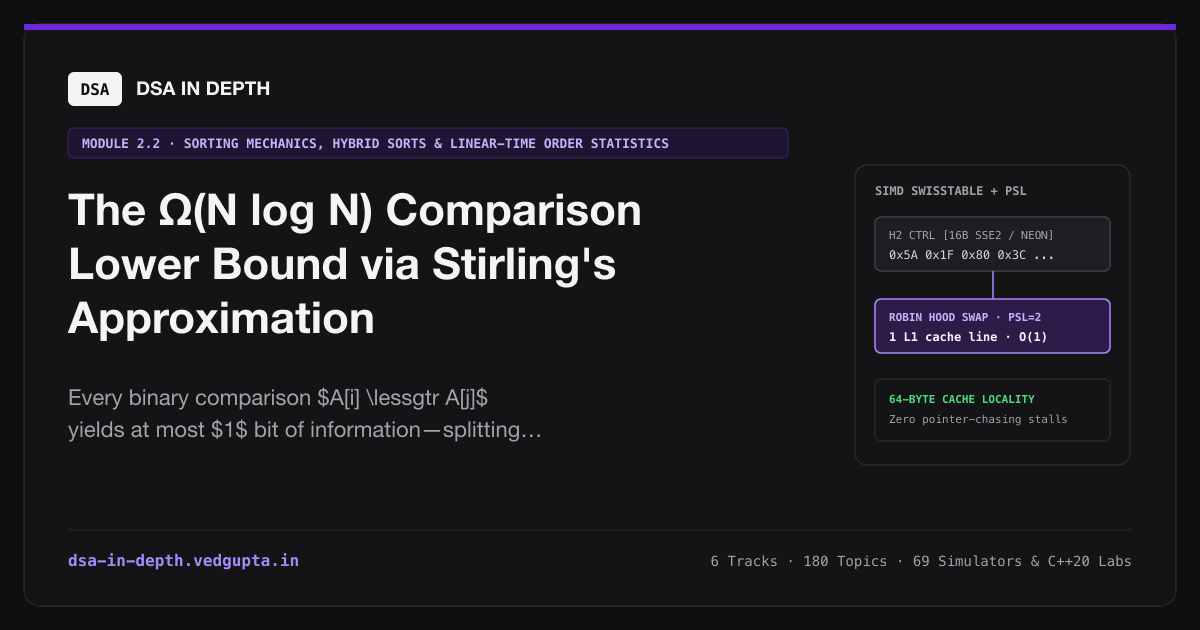 DSA
DSA IN DEPTH
MODULE 2.2 · SORTING MECHANICS, HYBRID SORTS & LINEAR-TIME ORDER STATISTICS
The Ω(N log N) Comparison
Lower Bound via Stirling's
Approximation
Every binary comparison $A[i] \lessgtr A[j]$
yields at most $1$ bit of information—splitting…
SIMD SWISSTABLE + PSL
H2 CTRL [16B SSE2 / NEON]
0x5A 0x1F 0x80 0x3C ...
ROBIN HOOD SWAP · PSL=2
1 L1 cache line · O(1)
64-BYTE CACHE LOCALITY
Zero pointer-chasing stalls
dsa-in-depth.vedgupta.in
6 Tracks · 180 Topics · 69 Simulators & C++20 Labs